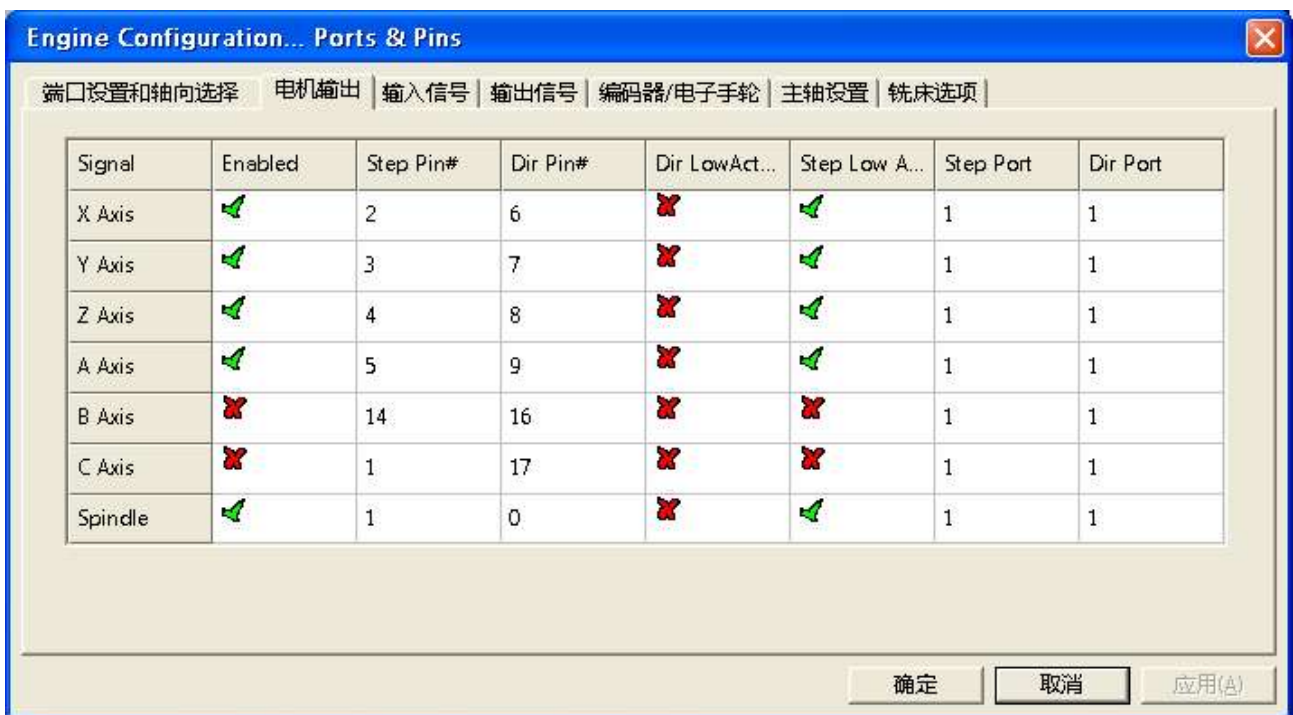 Engine Configuration... Ports & Pins
端口设置和轴向选择 电机输出 输入信号 输出信号 编码器/电子手轮 主轴设置 铣床选项
Signal Enabled Step Pin# Dir Pin# Dir LowAct... Step Low A... Step Port Dir Port
X Axis 2 6 1 1
Y Axis 3 7 1 1
Z Axis 4 8 1 1
A Axis 5 9 1 1
B Axis 14 16 1 1
C Axis 1 17 1 1
Spindle 1 0 1 1
确定 取消 应用(A)